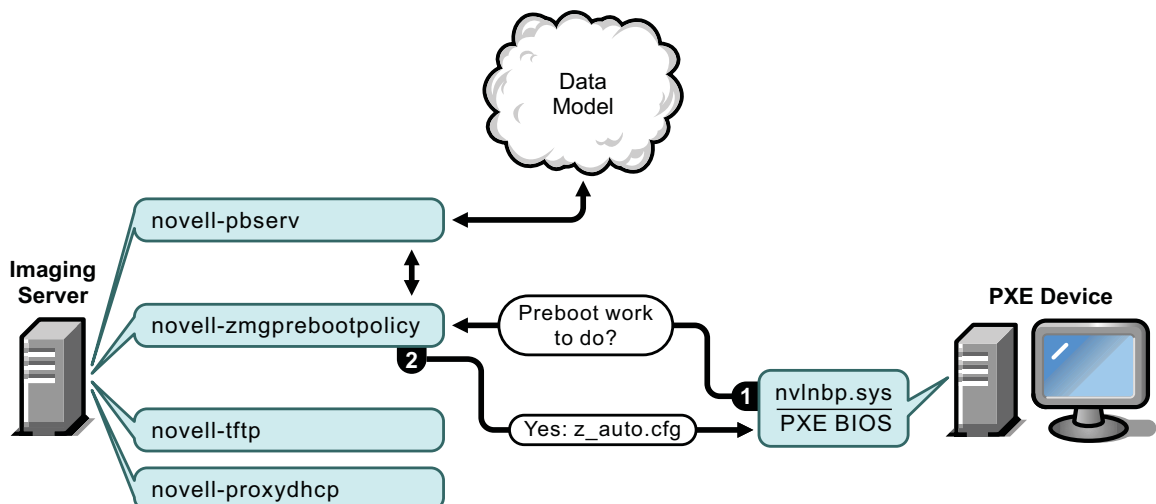 Data
Model
novell-pbserv
Imaging
Server
novell-zmgprebootpolicy
2
Preboot work
to do?
PXE Device
1
nvlnbp.sys
PXE BIOS
Yes: z_auto.cfg
novell-tftp
novell-proxydhcp